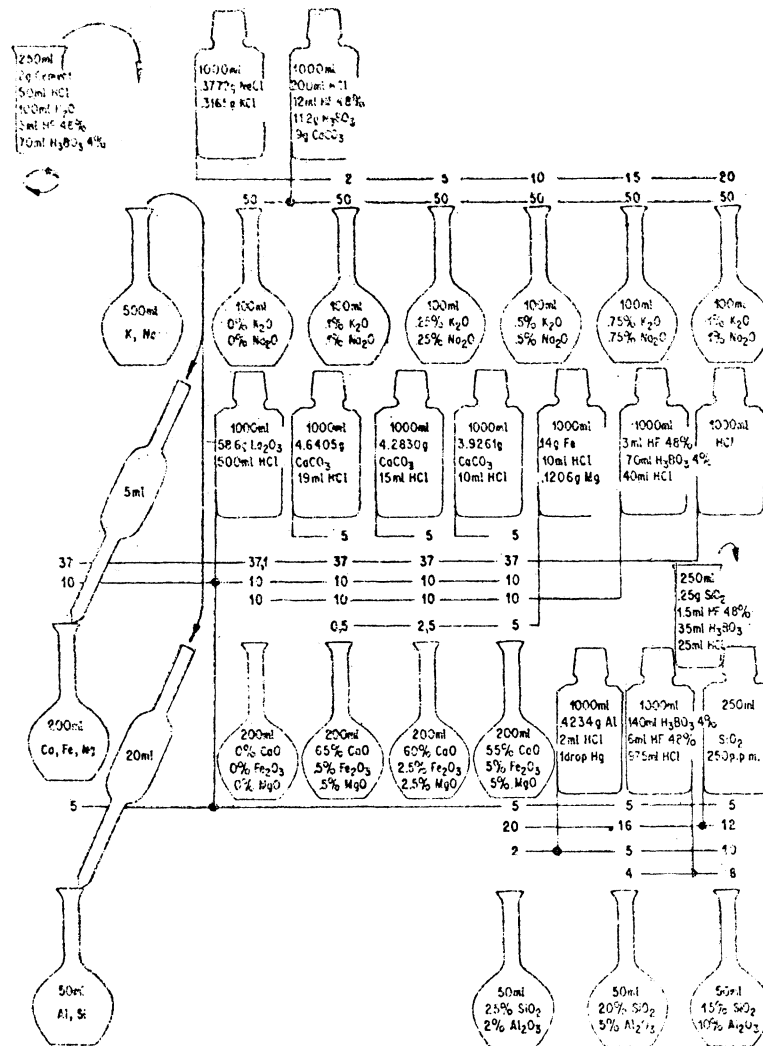 250ml
2g Cement
50ml HCl
100ml H₂O
3ml HF 48%
70ml H₃BO₃ 4%
1000ml
.3772g NaCl
.3165g KCl
1000ml
200ml HCl
12ml HF 48%
11.2g H₃BO₃
9g CaCO₃
2 5 10 15 20
50 50 50 50 50 50
500ml
K, Na
100ml
0% K₂O
0% Na₂O
100ml
.1% K₂O
.1% Na₂O
100ml
.25% K₂O
.25% Na₂O
100ml
.5% K₂O
.5% Na₂O
100ml
.75% K₂O
.75% Na₂O
100ml
1% K₂O
1% Na₂O
5ml
1000ml
58.6g La₂O₃
500ml HCl
1000ml
4.6405g
CaCO₃
19ml HCl
1000ml
4.2830g
CaCO₃
15ml HCl
1000ml
3.9261g
CaCO₃
10ml HCl
1000ml
.14g Fe
10ml HCl
.1206g Mg
1000ml
3ml HF 48%
70ml H₃BO₃ 4%
40ml HCl
1000ml
HCl
5 5 5
37 37,1 37 37 37
10 10 10 10 10
10 10 10 10
0,5 2,5 5
250ml
.25g SiO₂
1.5ml HF 48%
35ml H₃BO₃
25ml HCl
200ml
Ca, Fe, Mg
20ml
200ml
0% CaO
0% Fe₂O₃
0% MgO
200ml
65% CaO
.5% Fe₂O₃
.5% MgO
200ml
60% CaO
2.5% Fe₂O₃
2.5% MgO
200ml
55% CaO
5% Fe₂O₃
5% MgO
1000ml
.4234g Al
2ml HCl
1drop Hg
1000ml
140ml H₃BO₃ 4%
6ml HF 48%
975ml HCl
250ml
SiO₂
250p.p.m.
5 5 5 5
20 16 12
2 5 10
4 8
50ml
Al, Si
50ml
25% SiO₂
2% Al₂O₃
50ml
20% SiO₂
5% Al₂O₃
50ml
15% SiO₂
10% Al₂O₃